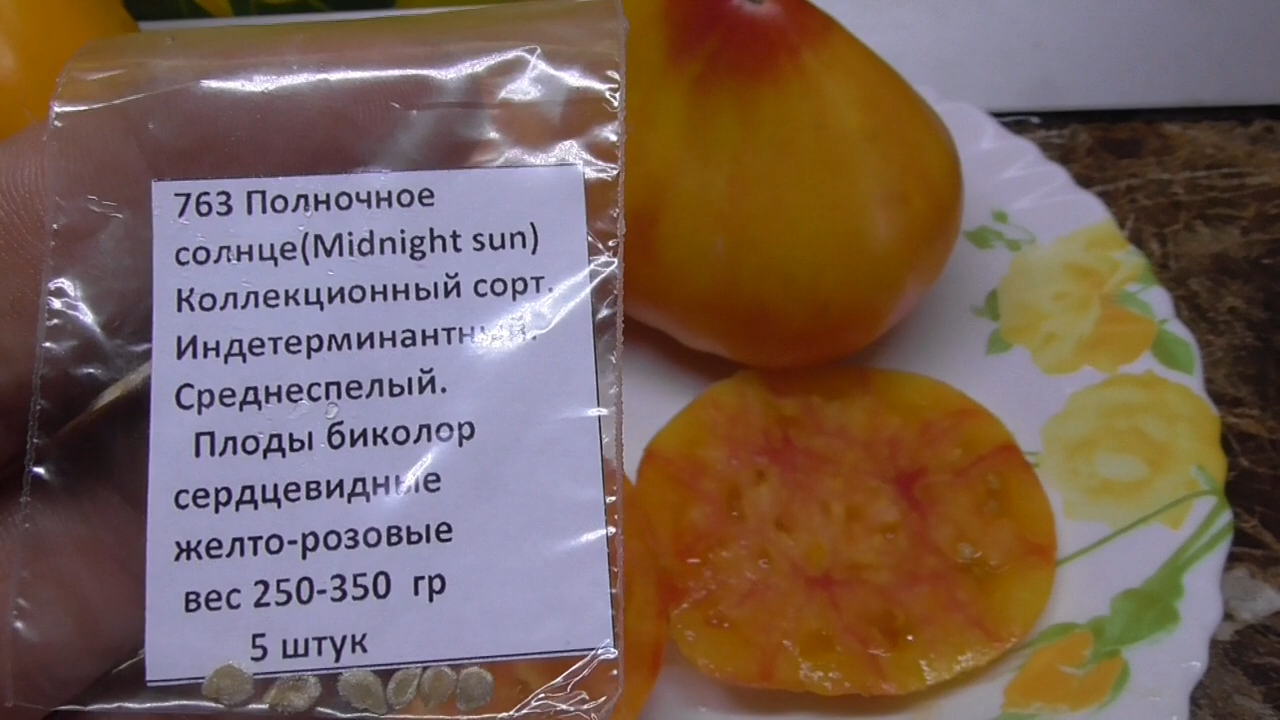 763 Полночное
солнце(Midnight sun)
Коллекционный сорт.
Индетерминантный.
Среднеспелый.
Плоды биколор
сердцевидные
желто-розовые
вес 250-350 гр
5 штук